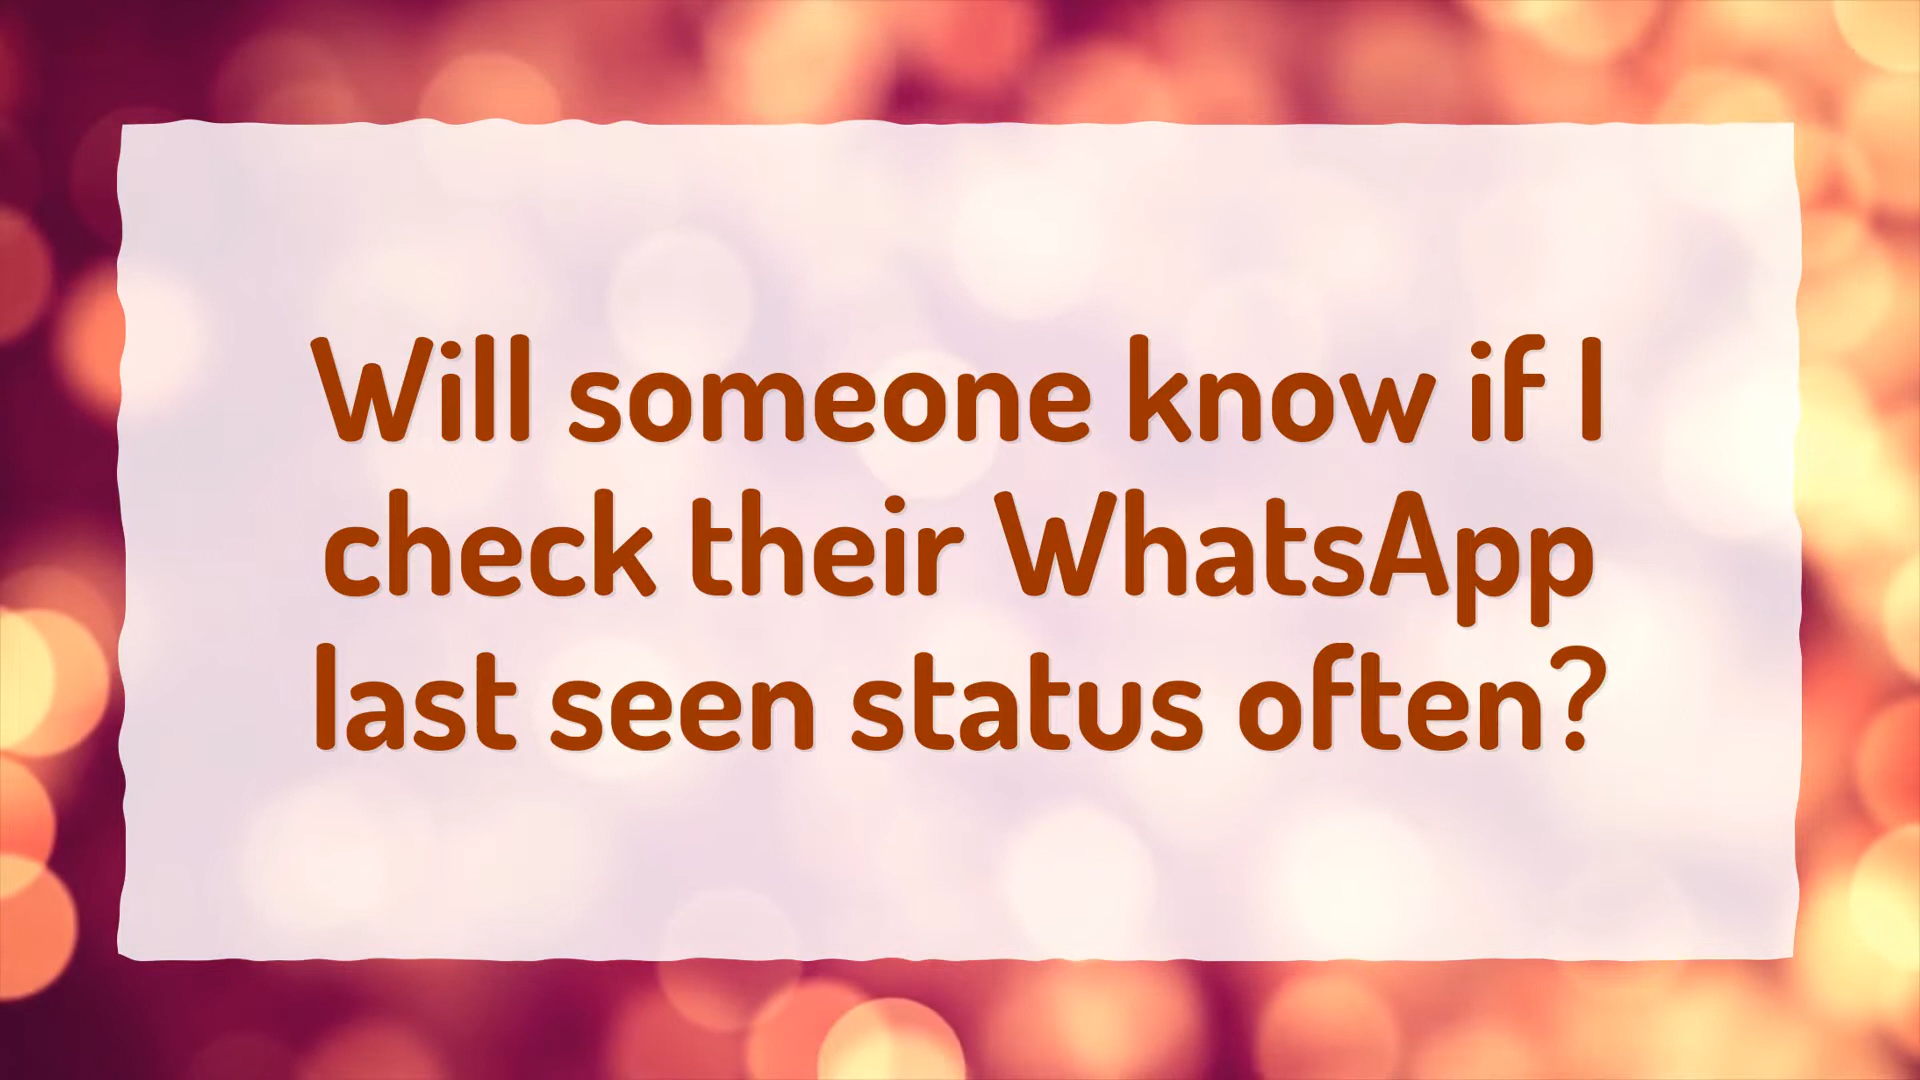 Will someone know if I
check their WhatsApp
last seen status often?